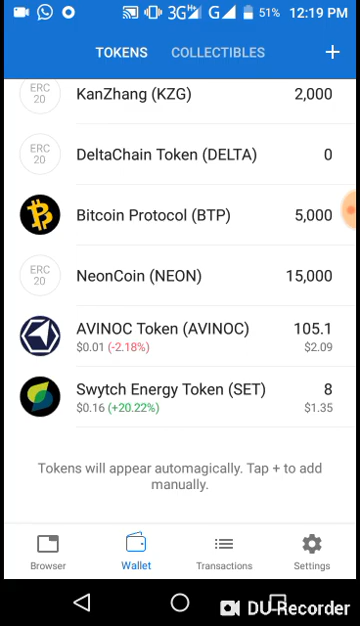 3G H+ G 51% 12:19 PM
TOKENS COLLECTIBLES +
ERC
20
KanZhang (KZG) 2,000
ERC
20
DeltaChain Token (DELTA) 0
Bitcoin Protocol (BTP) 5,000
ERC
20
NeonCoin (NEON) 15,000
AVINOC Token (AVINOC) 105.1
$0.01 (-2.18%) $2.09
Swytch Energy Token (SET) 8
$0.16 (+20.22%) $1.35
Tokens will appear automagically. Tap + to add
manually.
Browser Wallet Transactions Settings
DU Recorder